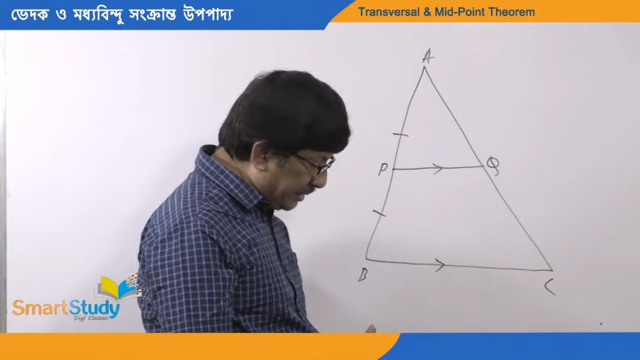 ভেদক ও মধ্যবিন্দু সংক্রান্ত উপপাদ্য
Transversal & Mid-Point Theorem
A
P
Q
B
C
SmartStudy
Digi Classes